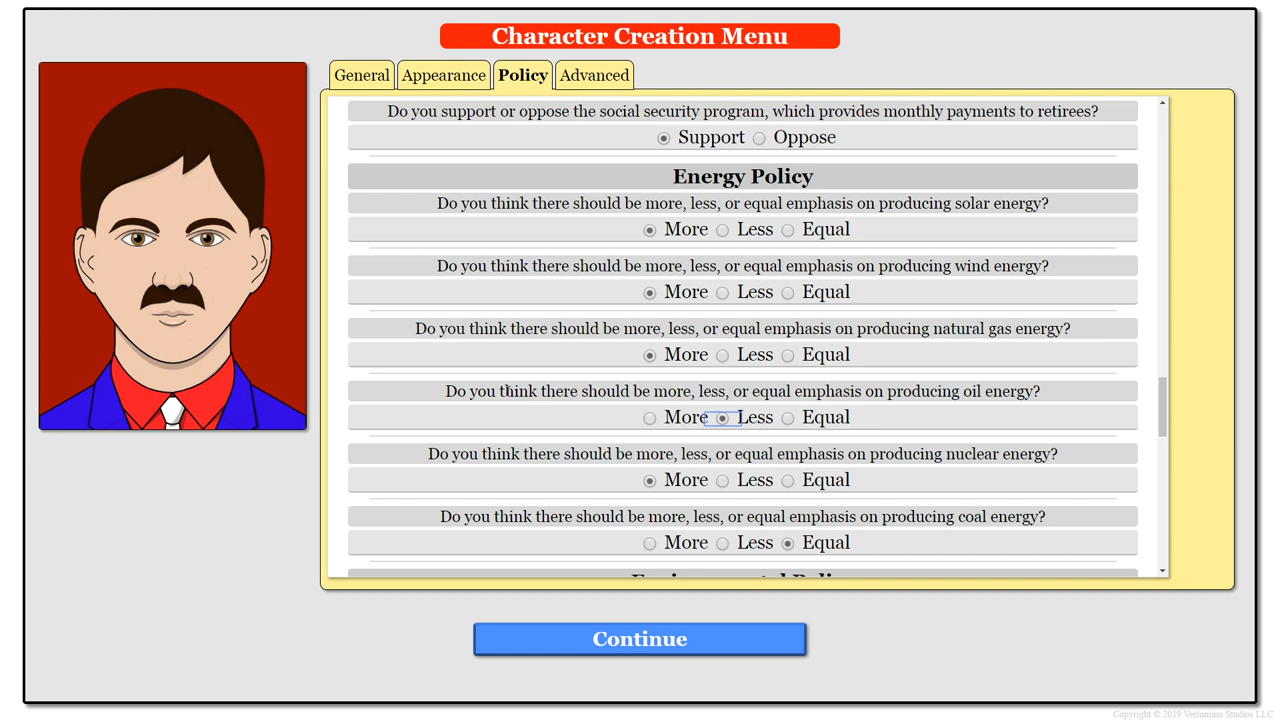 Character Creation Menu
General Appearance Policy Advanced
Do you support or oppose the social security program, which provides monthly payments to retirees?
Support Oppose
Energy Policy
Do you think there should be more, less, or equal emphasis on producing solar energy?
More Less Equal
Do you think there should be more, less, or equal emphasis on producing wind energy?
More Less Equal
Do you think there should be more, less, or equal emphasis on producing natural gas energy?
More Less Equal
Do you think there should be more, less, or equal emphasis on producing oil energy?
More Less Equal
Do you think there should be more, less, or equal emphasis on producing nuclear energy?
More Less Equal
Do you think there should be more, less, or equal emphasis on producing coal energy?
More Less Equal
Continue
Copyright © 2019 Verlumino Studios LLC